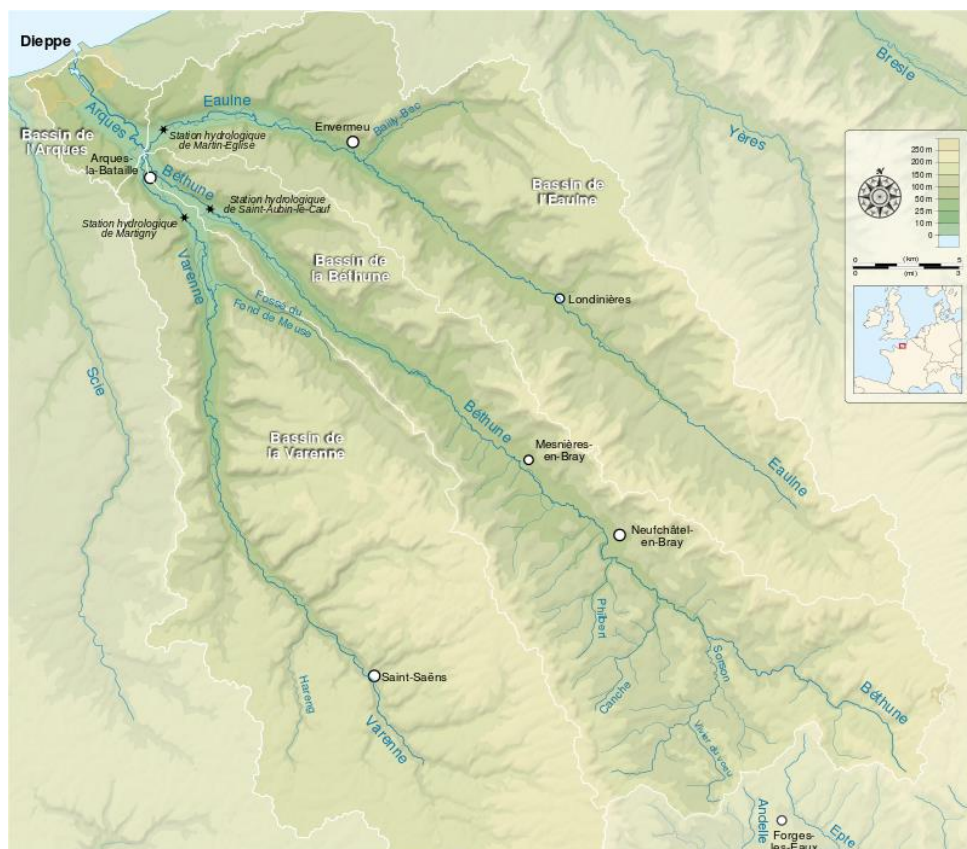 Dieppe
Bresle
Eaulne
Arques
Bailly-Bec
Envermeu
Yères
Station hydrologique
de Martin-Eglise
Bassin de
l'Arques
250 m
200 m
150 m
100 m
50 m
25 m
10 m
0
N
Arques-
la-Bataille
Béthune
Bassin de
l'Eaulne
Station hydrologique
de Saint-Aubin-le-Cauf
Station hydrologique
de Martigny
Varenne
Bassin de
la Béthune
0 (km) 5
0 (mi) 3
Fossé du
Fond de Meuse
Londinières
Scie
Béthune
Bassin de
la Varenne
Mesnières-
en-Bray
Eaulne
Neufchâtel-
en-Bray
Philbert
Sorson
Hareng
Saint-Saëns
Canche
Béthune
Varenne
Vivier du voeu
Andelle
Epte
Forges-
les-Eaux